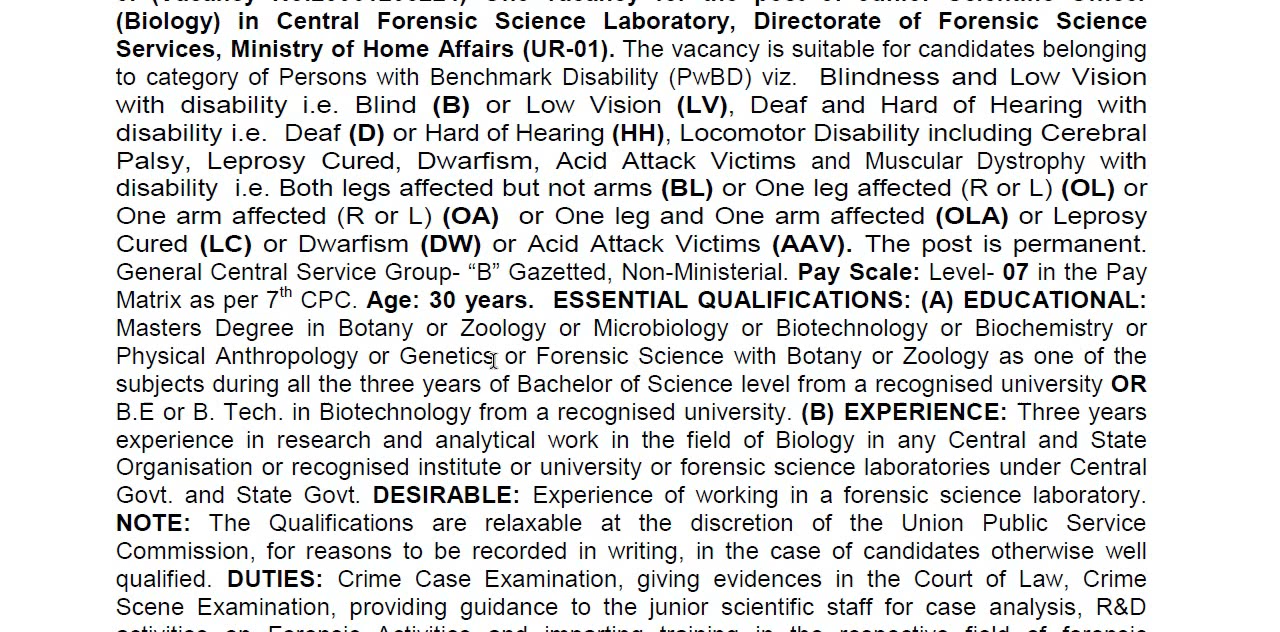 (Biology) in Central Forensic Science Laboratory, Directorate of Forensic Science
Services, Ministry of Home Affairs (UR-01). The vacancy is suitable for candidates belonging
to category of Persons with Benchmark Disability (PwBD) viz. Blindness and Low Vision
with disability i.e. Blind (B) or Low Vision (LV), Deaf and Hard of Hearing with
disability i.e. Deaf (D) or Hard of Hearing (HH), Locomotor Disability including Cerebral
Palsy, Leprosy Cured, Dwarfism, Acid Attack Victims and Muscular Dystrophy with
disability i.e. Both legs affected but not arms (BL) or One leg affected (R or L) (OL) or
One arm affected (R or L) (OA) or One leg and One arm affected (OLA) or Leprosy
Cured (LC) or Dwarfism (DW) or Acid Attack Victims (AAV). The post is permanent.
General Central Service Group- “B” Gazetted, Non-Ministerial. Pay Scale: Level- 07 in the Pay
Matrix as per 7th CPC. Age: 30 years. ESSENTIAL QUALIFICATIONS: (A) EDUCATIONAL:
Masters Degree in Botany or Zoology or Microbiology or Biotechnology or Biochemistry or
Physical Anthropology or Genetics or Forensic Science with Botany or Zoology as one of the
subjects during all the three years of Bachelor of Science level from a recognised university OR
B.E or B. Tech. in Biotechnology from a recognised university. (B) EXPERIENCE: Three years
experience in research and analytical work in the field of Biology in any Central and State
Organisation or recognised institute or university or forensic science laboratories under Central
Govt. and State Govt. DESIRABLE: Experience of working in a forensic science laboratory.
NOTE: The Qualifications are relaxable at the discretion of the Union Public Service
Commission, for reasons to be recorded in writing, in the case of candidates otherwise well
qualified. DUTIES: Crime Case Examination, giving evidences in the Court of Law, Crime
Scene Examination, providing guidance to the junior scientific staff for case analysis, R&D